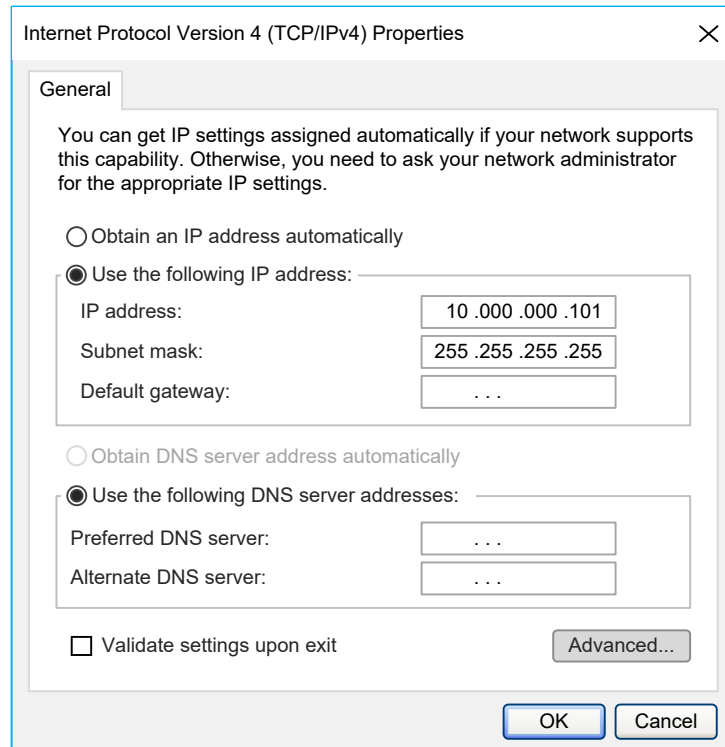 Internet Protocol Version 4 (TCP/IPv4) Properties
General
You can get IP settings assigned automatically if your network supports
this capability. Otherwise, you need to ask your network administrator
for the appropriate IP settings.
Obtain an IP address automatically
Use the following IP address:
IP address: 10 .000 .000 .101
Subnet mask: 255 .255 .255 .255
Default gateway: . . .
Obtain DNS server address automatically
Use the following DNS server addresses:
Preferred DNS server: . . .
Alternate DNS server: . . .
Validate settings upon exit Advanced...
OK Cancel